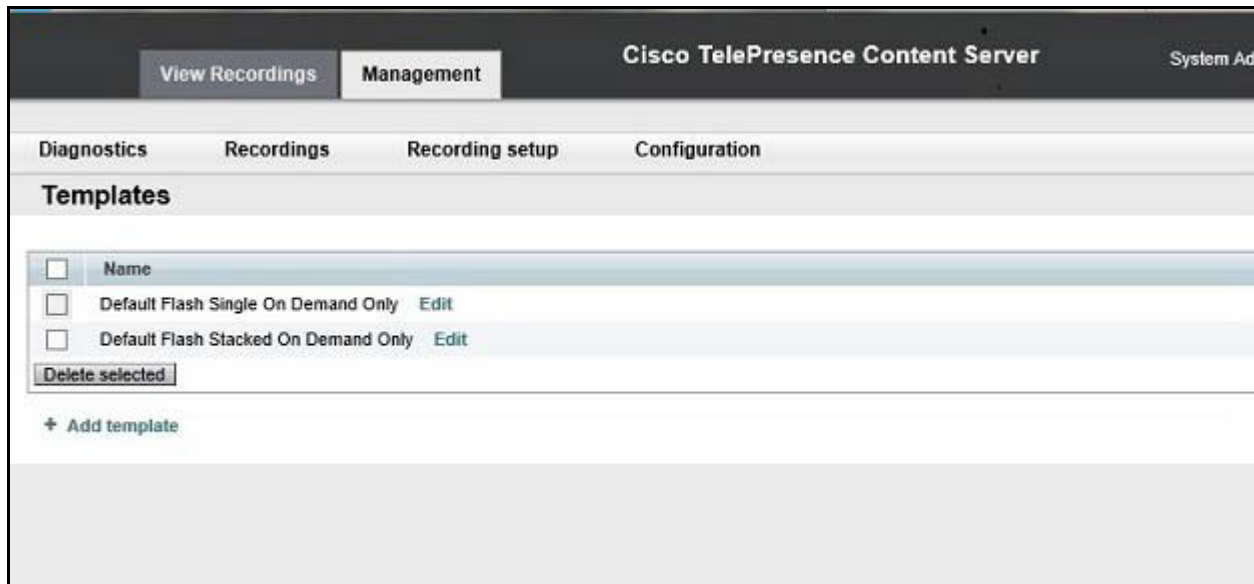 View Recordings Management Cisco TelePresence Content Server System Ad
Diagnostics Recordings Recording setup Configuration
Templates
Name
Default Flash Single On Demand Only Edit
Default Flash Stacked On Demand Only Edit
Delete selected
+ Add template